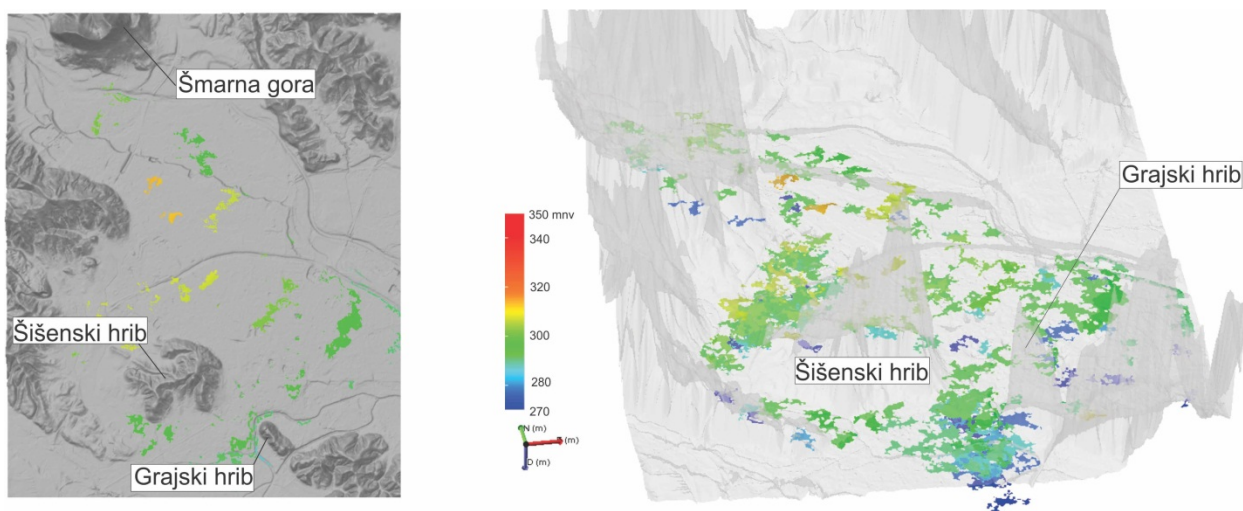 Šmarna gora
Šišenski hrib
Grajski hrib
350 mnv
340
320
300
280
270
N (m)
E (m)
D (m)
Grajski hrib
Šišenski hrib